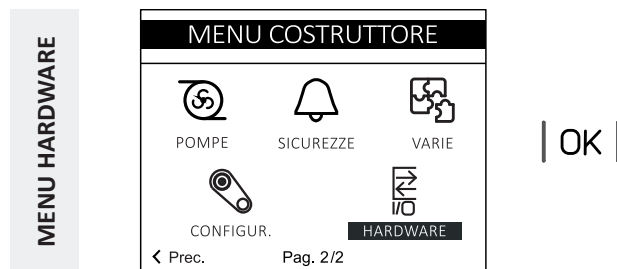 MENU HARDWARE
MENU COSTRUTTORE
POMPE SICUREZZE VARIE
I/O
CONFIGUR. HARDWARE
Prec. Pag. 2/2
OK